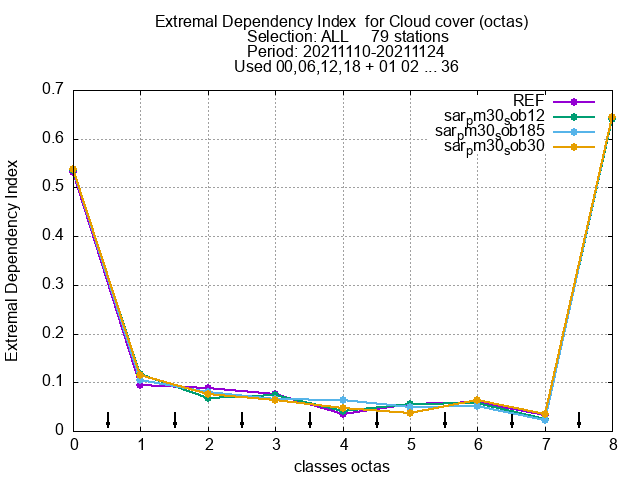 Extremal Dependency Index  for Cloud cover (octas)
Selection: ALL     79 stations
Period: 20211110-20211124
Used 00,06,12,18 + 01 02 ... 36
Extremal Dependency Index
0.7
0.6
0.5
0.4
0.3
0.2
0.1
0
REF
sar_pm30_sob12
sar_pm30_sob185
sar_pm30_sob30
0 1 2 3 4 5 6 7 8
classes octas